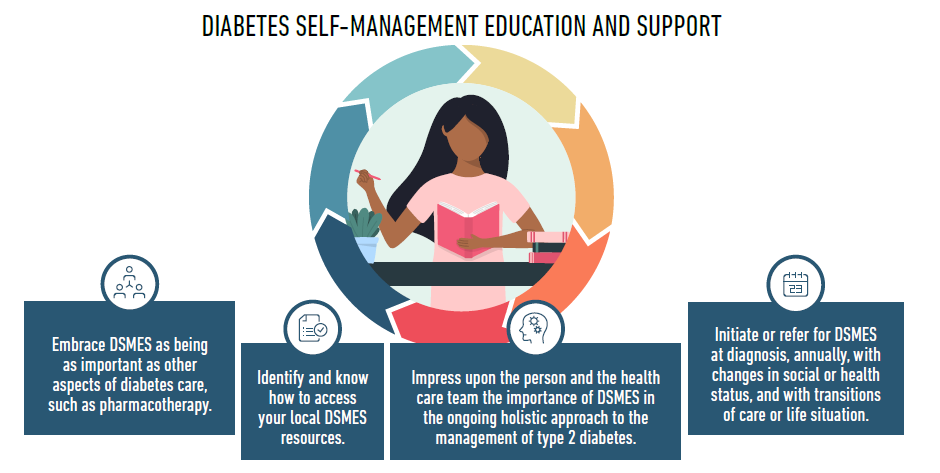 DIABETES SELF-MANAGEMENT EDUCATION AND SUPPORT
Embrace DSMES as being
as important as other
aspects of diabetes care,
such as pharmacotherapy.
Identify and know
how to access
your local DSMES
resources.
Impress upon the person and the health
care team the importance of DSMES in
the ongoing holistic approach to the
management of type 2 diabetes.
23
Initiate or refer for DSMES
at diagnosis, annually, with
changes in social or health
status, and with transitions
of care or life situation.